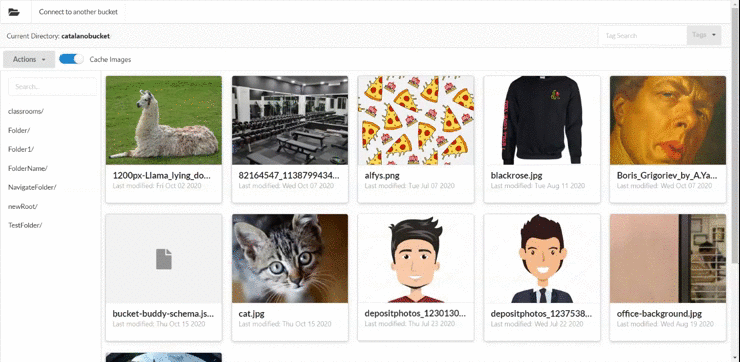 Connect to another bucket
Current Directory: catalanobucket
Tag Search
Tags
Actions
Cache Images
Search...
classrooms/
Folder/
Folder1/
FolderName/
NavigateFolder/
newRoot/
TestFolder/
1200px-Llama_lying_do...
Last modified: Fri Oct 02 2020
82164547_1138799434...
Last modified: Wed Oct 07 2020
alfys.png
Last modified: Tue Jul 07 2020
blackrose.jpg
Last modified: Tue Aug 11 2020
Boris_Grigoriev_by_A.Ya...
Last modified: Wed Oct 07 2020
bucket-buddy-schema.js...
Last modified: Thu Oct 15 2020
cat.jpg
Last modified: Thu Oct 15 2020
depositphotos_1230130...
Last modified: Thu Jul 23 2020
depositphotos_1237538...
Last modified: Wed Jul 22 2020
office-background.jpg
Last modified: Wed Aug 19 2020